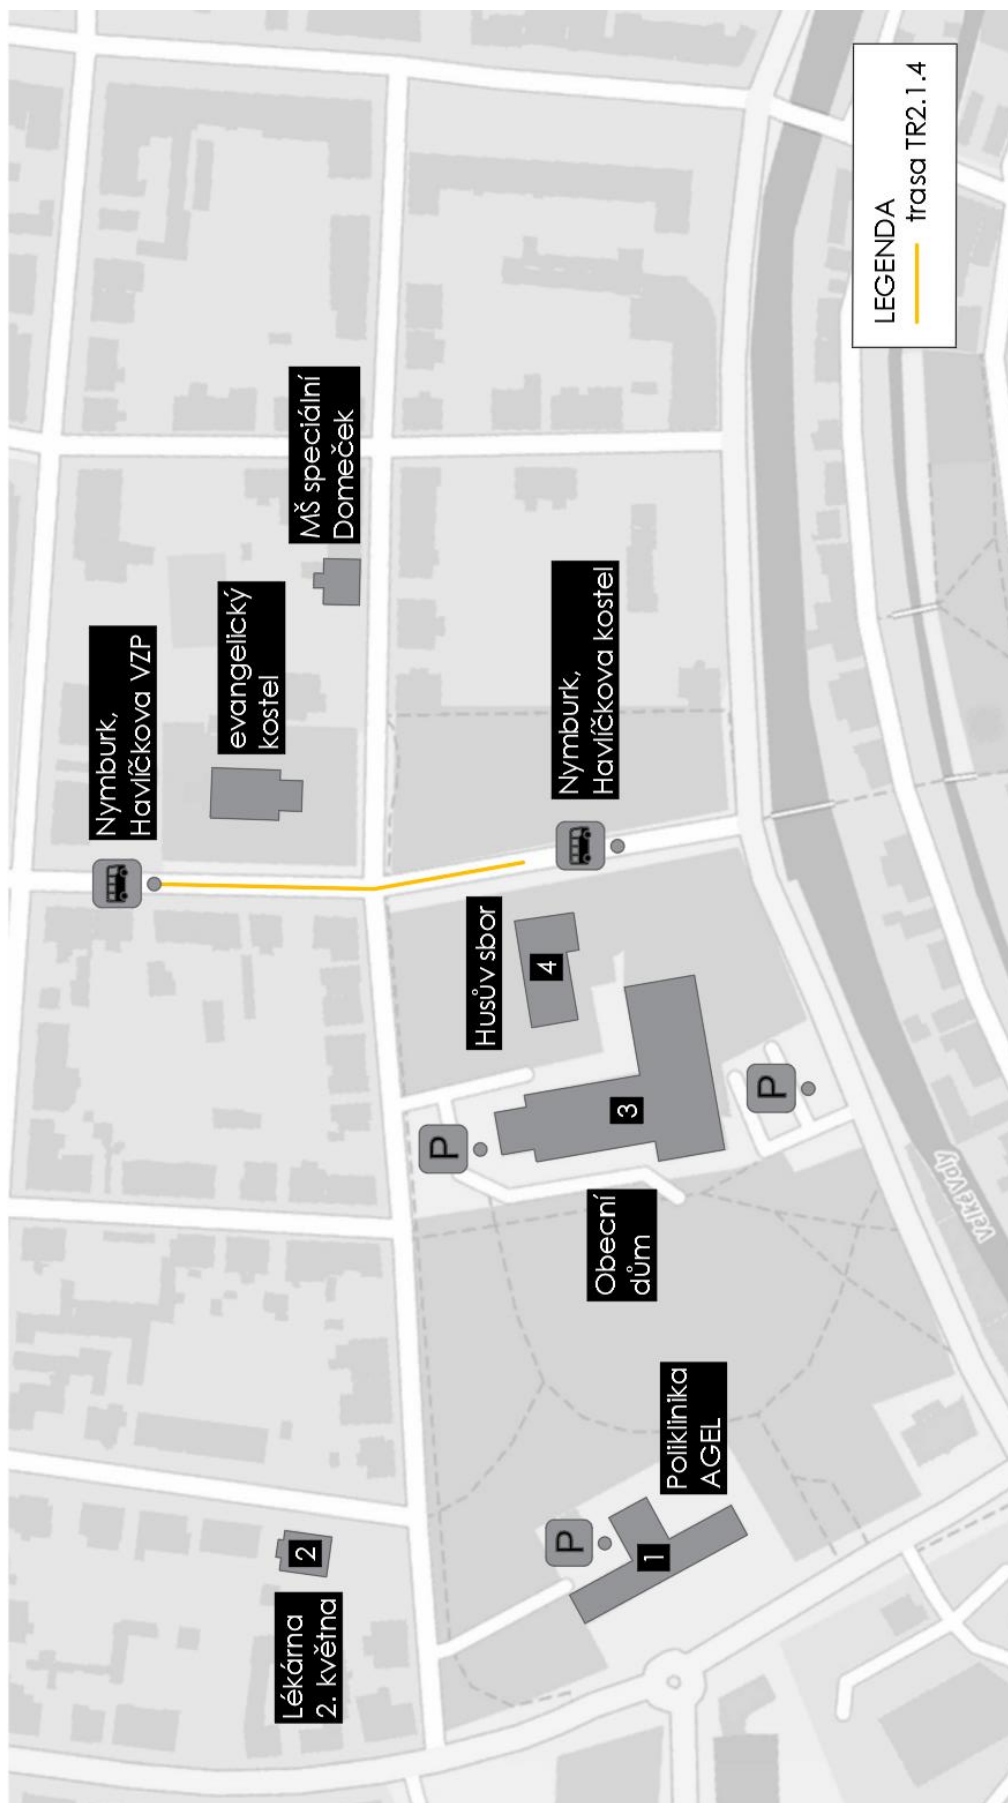 Lékárna
2. května
2
Poliklinika
AGEL
1
P
Obecní
dům
3
P
P
Husův sbor
4
Nymburk,
Havlíčkova VZP
evangelický
kostel
Nymburk,
Havlíčkova kostel
MŠ speciální
Domeček
Velké Valy
LEGENDA
trasa TR2.1.4